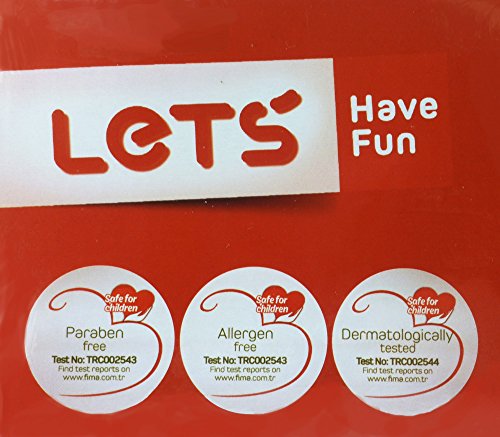 LeTS'
Have
Fun
Safe for
children
Paraben
free
Test No: TRC002543
Find test reports on
www.fima.com.tr
Safe for
children
Allergen
free
Test No: TRC002543
Find test reports on
www.fima.com.tr
Safe for
children
Dermatologically
tested
Test No: TRC002544
Find test reports on
www.fima.com.tr